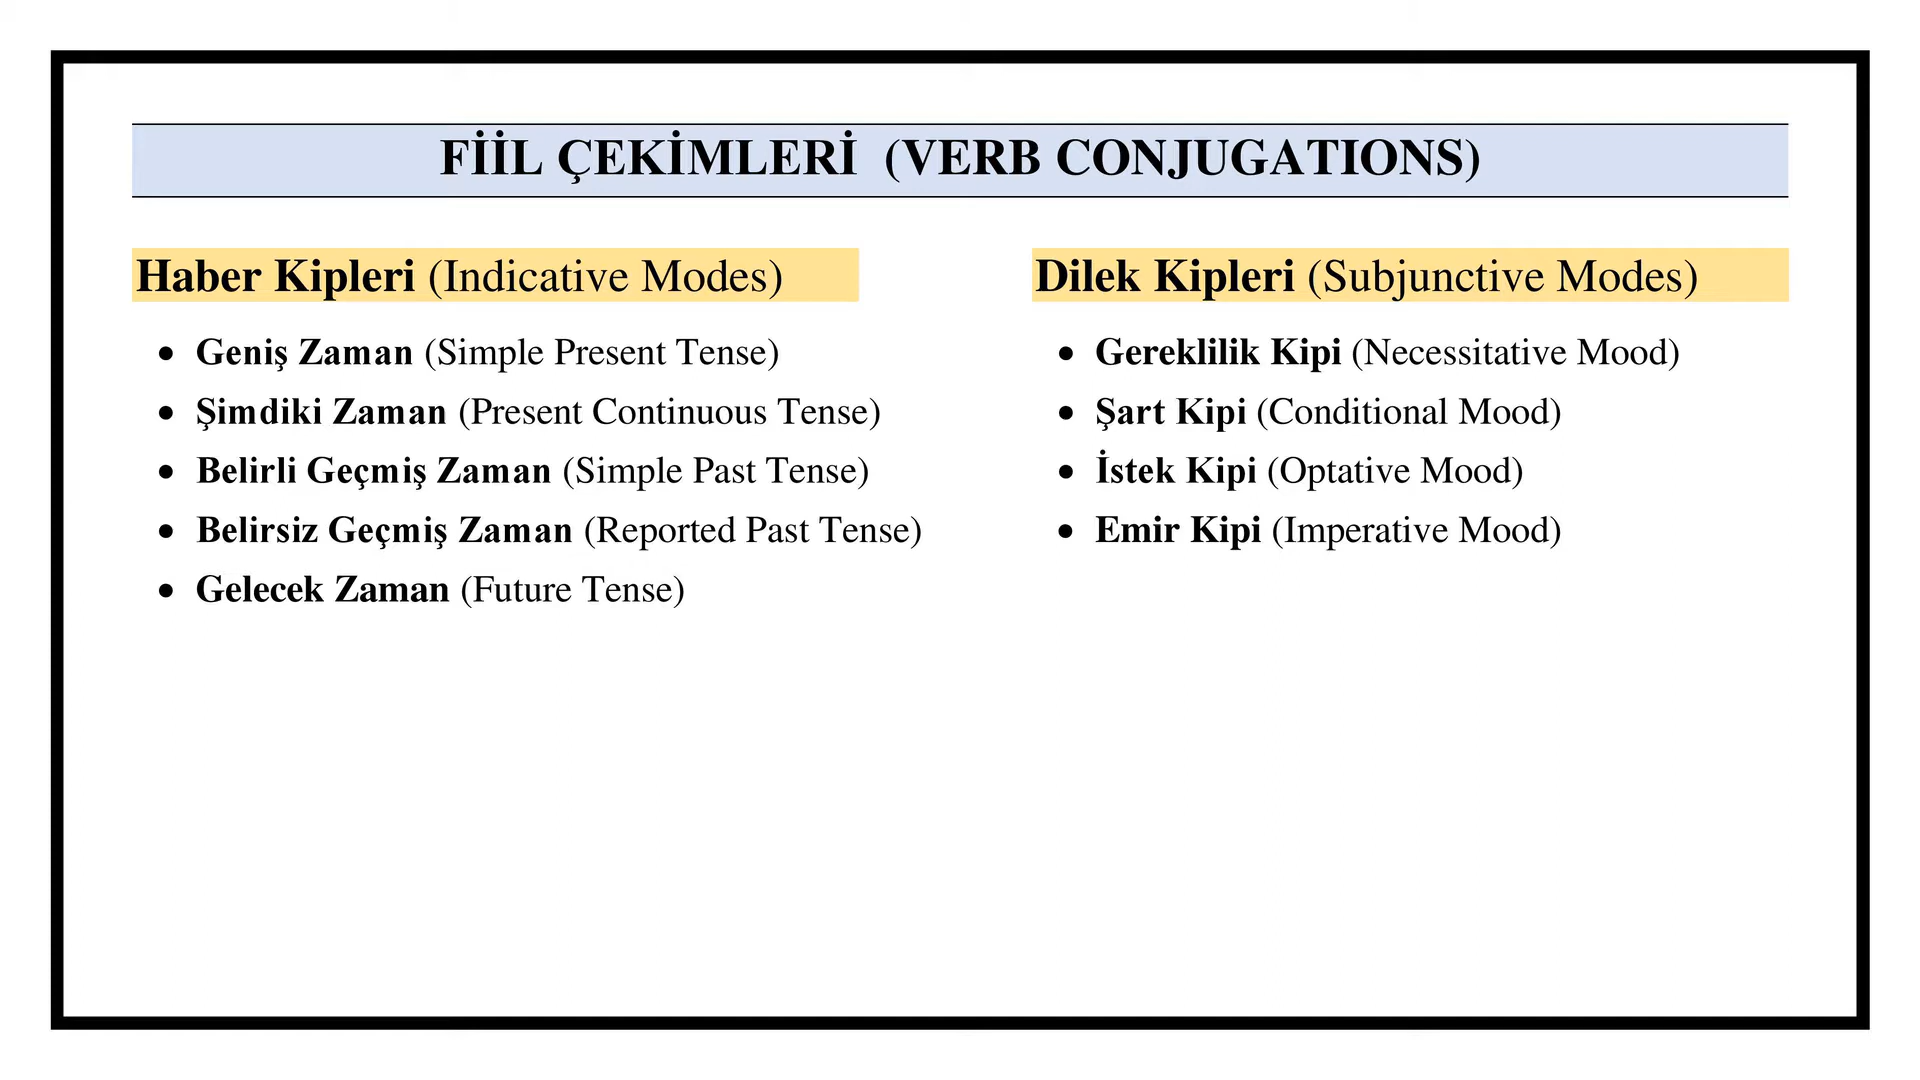 FİİL ÇEKİMLERİ (VERB CONJUGATIONS)
Haber Kipleri (Indicative Modes)
• Geniş Zaman (Simple Present Tense)
• Şimdiki Zaman (Present Continuous Tense)
• Belirli Geçmiş Zaman (Simple Past Tense)
• Belirsiz Geçmiş Zaman (Reported Past Tense)
• Gelecek Zaman (Future Tense)
Dilek Kipleri (Subjunctive Modes)
• Gereklilik Kipi (Necessitative Mood)
• Şart Kipi (Conditional Mood)
• İstek Kipi (Optative Mood)
• Emir Kipi (Imperative Mood)